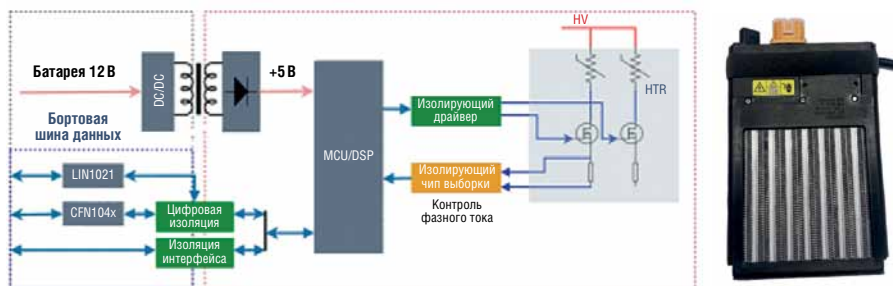 Батарея 12 В
DC/DC
+5 В
Бортовая
шина данных
LIN1021
CFN104x
Цифровая
изоляция
Изоляция
интерфейса
MCU/DSP
Изолирующий
драйвер
Изолирующий
чип выборки
Контроль
фазного тока
HV
HTR